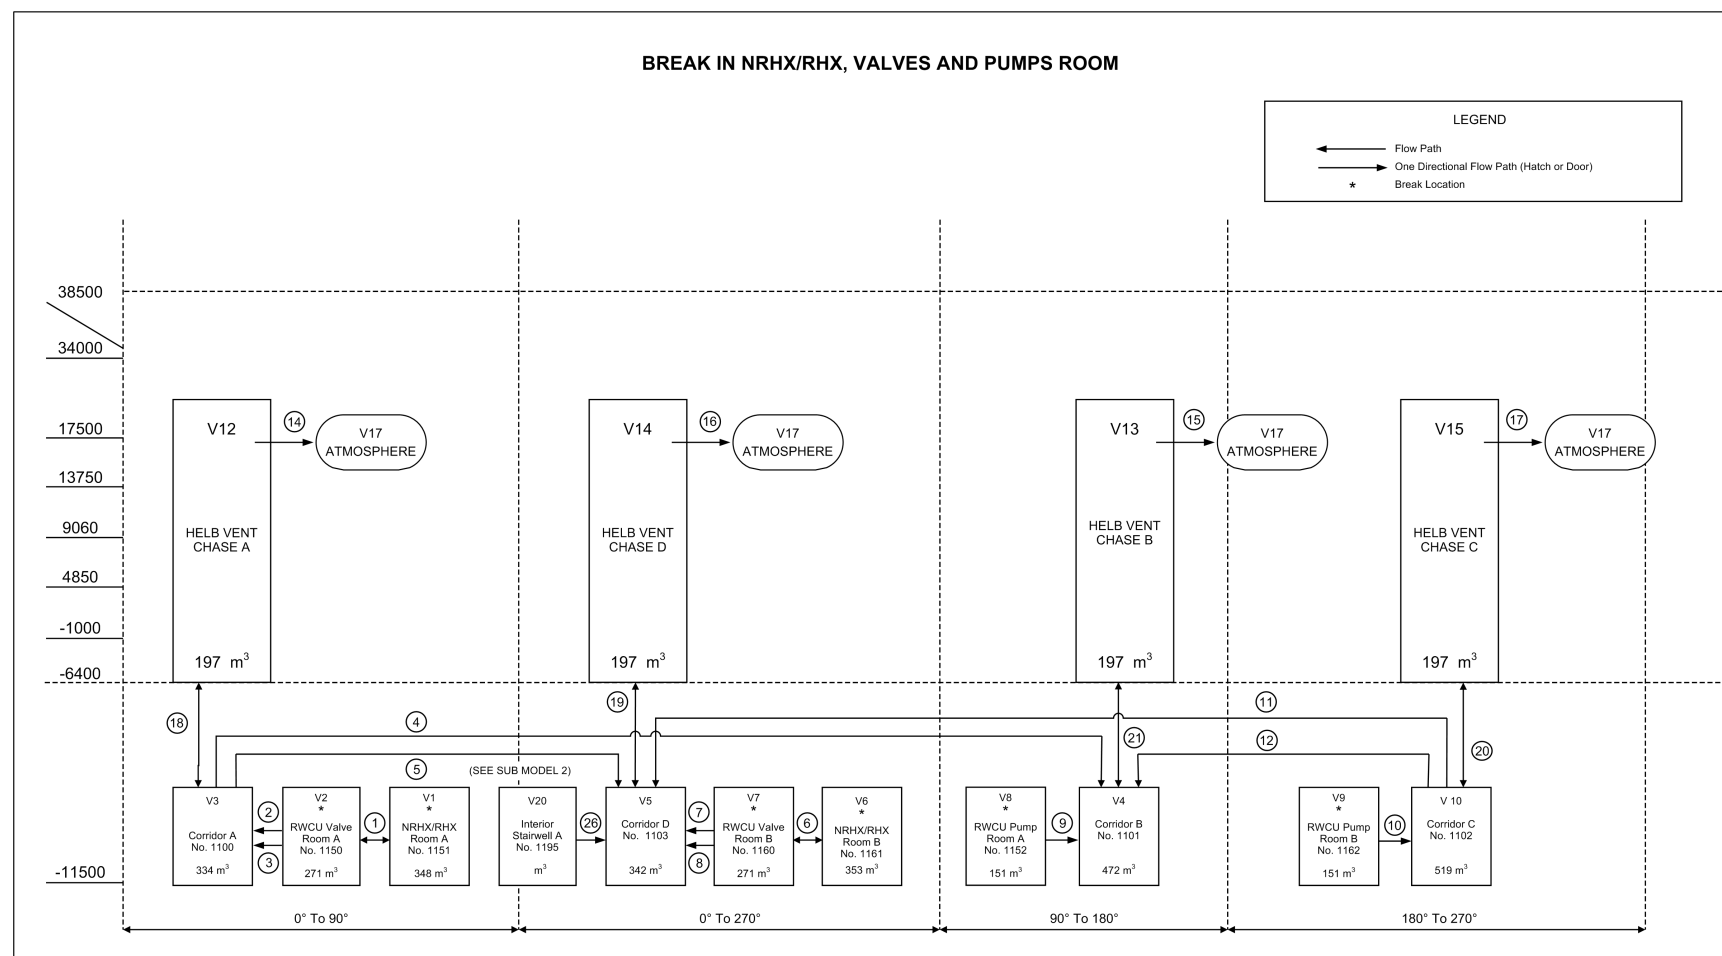 BREAK IN NRHX/RHX, VALVES AND PUMPS ROOM
LEGEND
Flow Path
One Directional Flow Path (Hatch or Door)
* Break Location
38500
34000
17500
13750
9060
4850
-1000
-6400
-11500
V12
HELB VENT
CHASE A
197 m³
14
V17
ATMOSPHERE
V14
HELB VENT
CHASE D
197 m³
16
V17
ATMOSPHERE
V13
HELB VENT
CHASE B
197 m³
15
V17
ATMOSPHERE
V15
HELB VENT
CHASE C
197 m³
17
V17
ATMOSPHERE
18
4
5
(SEE SUB MODEL 2)
19
11
21
12
20
V3
Corridor A
No. 1100
334 m³
2
3
V2
*
RWCU Valve
Room A
No. 1150
271 m³
1
V1
*
NRHX/RHX
Room A
No. 1151
348 m³
V20
Interior
Stairwell A
No. 1195
m³
26
V5
Corridor D
No. 1103
342 m³
7
8
V7
*
RWCU Valve
Room B
No. 1160
271 m³
6
V6
*
NRHX/RHX
Room B
No. 1161
353 m³
V8
*
RWCU Pump
Room A
No. 1152
151 m³
9
V4
Corridor B
No. 1101
472 m³
V9
*
RWCU Pump
Room B
No. 1162
151 m³
10
V 10
Corridor C
No. 1102
519 m³
0° To 90°
0° To 270°
90° To 180°
180° To 270°